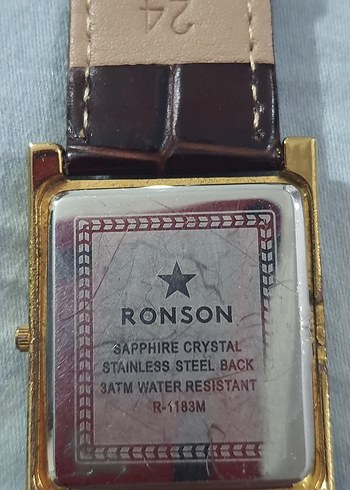 24
RONSON
SAPPHIRE CRYSTAL
STAINLESS STEEL BACK
3ATM WATER RESISTANT
R-1183M